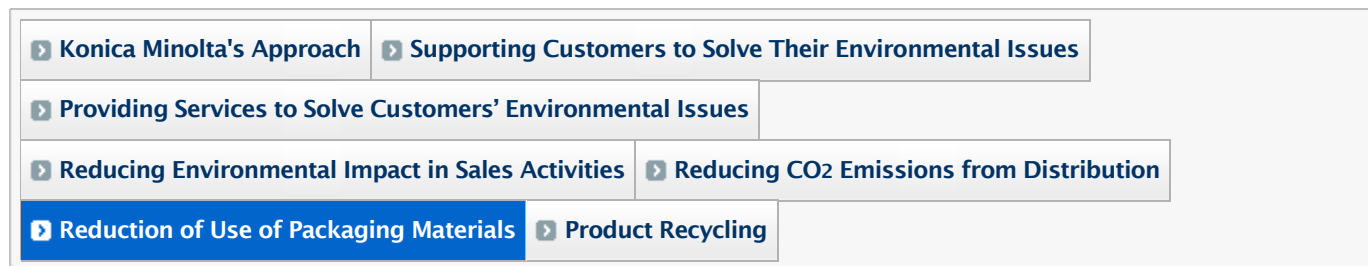 Konica Minolta's Approach Supporting Customers to Solve Their Environmental Issues
Providing Services to Solve Customers’ Environmental Issues
Reducing Environmental Impact in Sales Activities Reducing CO2 Emissions from Distribution
Reduction of Use of Packaging Materials Product Recycling